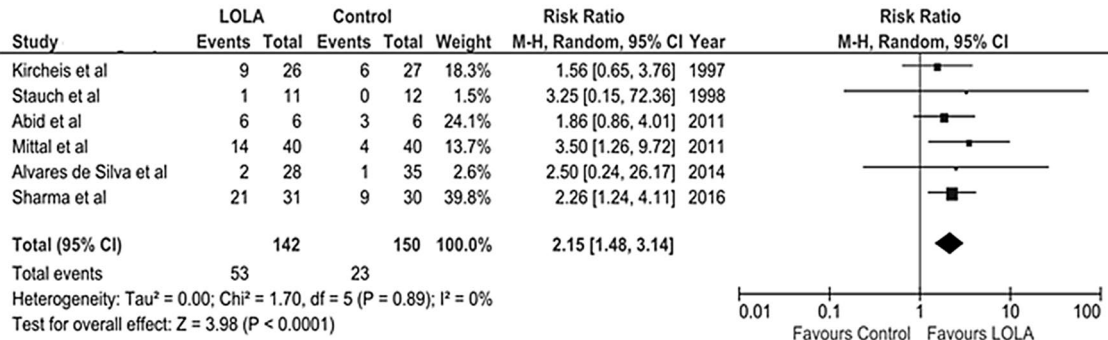 LOLA Control Risk Ratio Risk Ratio
Study Events Total Events Total Weight M-H, Random, 95% CI Year M-H, Random, 95% CI
Kircheis et al 9 26 6 27 18.3% 1.56 [0.65, 3.76] 1997
Stauch et al 1 11 0 12 1.5% 3.25 [0.15, 72.36] 1998
Abid et al 6 6 3 6 24.1% 1.86 [0.86, 4.01] 2011
Mittal et al 14 40 4 40 13.7% 3.50 [1.26, 9.72] 2011
Alvares de Silva et al 2 28 1 35 2.6% 2.50 [0.24, 26.17] 2014
Sharma et al 21 31 9 30 39.8% 2.26 [1.24, 4.11] 2016
Total (95% CI) 142 150 100.0% 2.15 [1.48, 3.14]
Total events 53 23
Heterogeneity: Tau² = 0.00; Chi² = 1.70, df = 5 (P = 0.89); I² = 0%
Test for overall effect: Z = 3.98 (P < 0.0001)
0.01 0.1 1 10 100
Favours Control Favours LOLA